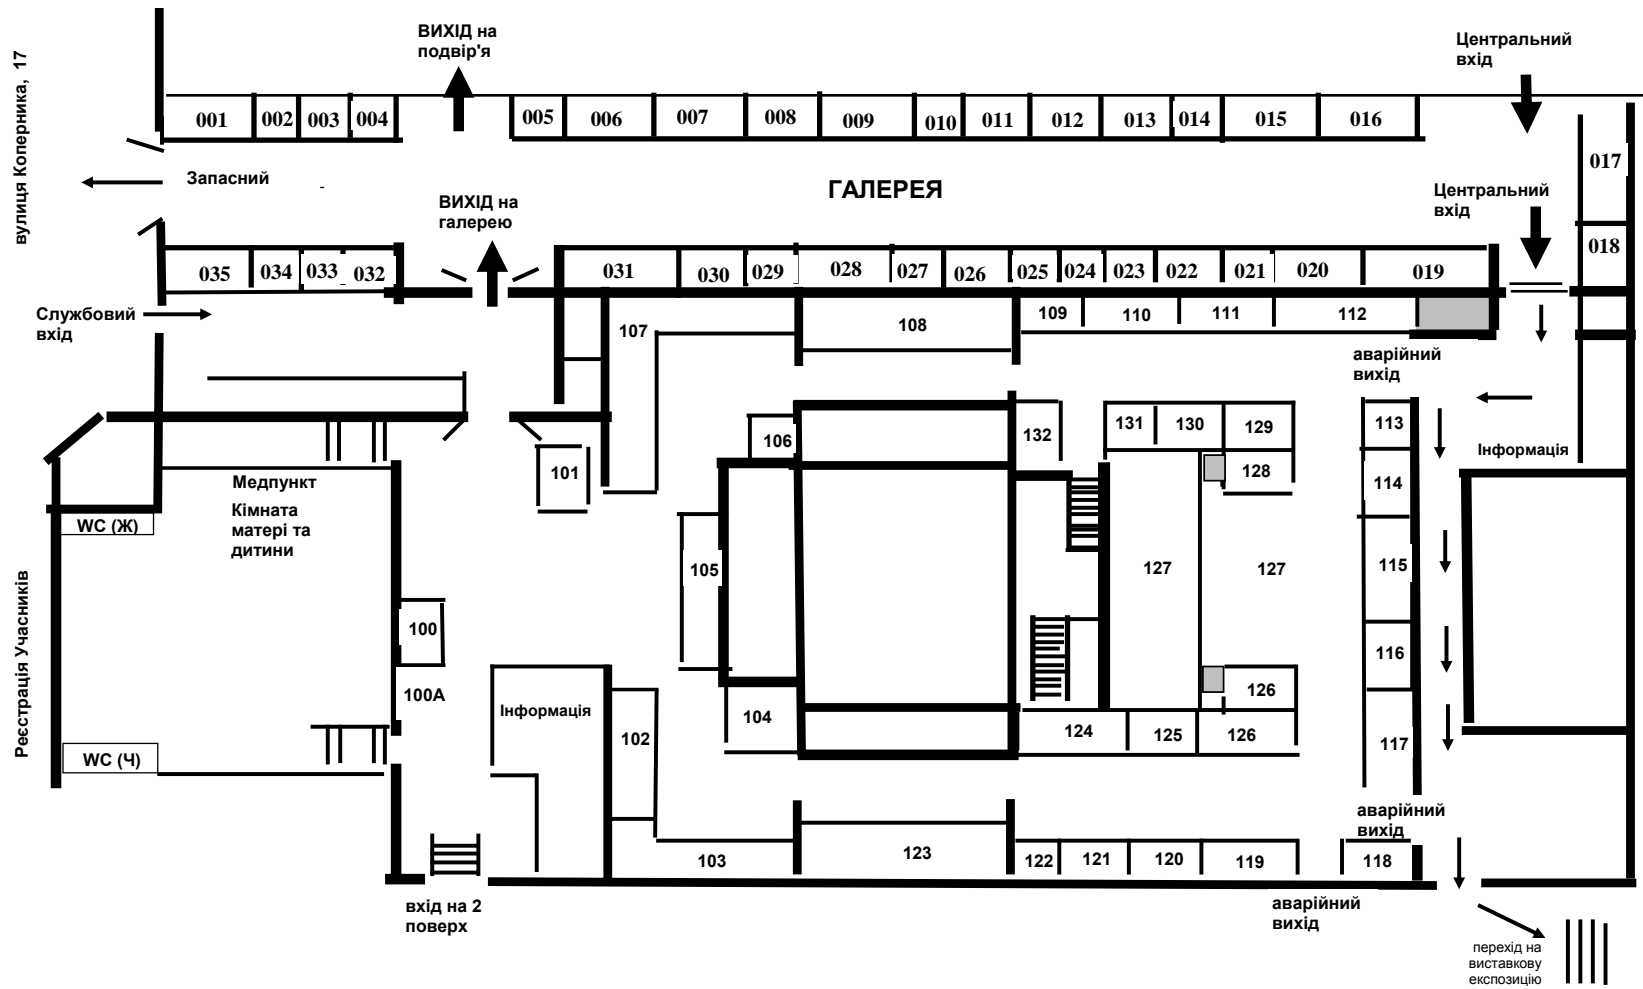 вулиця Коперника, 17
ВИХІД на
подвір'я
Центральний
вхід
001 002 003 004 005 006 007 008 009 010 011 012 013 014 015 016
017
Запасний
-
ГАЛЕРЕЯ
ВИХІД на
галерею
Центральний
вхід
018
035 034 033 032 031 030 029 028 027 026 025 024 023 022 021 020 019
Службовий
вхід
107 108 109 110 111 112
аварійний
вихід
106 132 131 130 129 113
Інформація
101 128 114
Медпункт
Кімната
матері та
дитини
WC (Ж)
105 127 127 115
Реєстрація Учасників
100
116
100А
126
Інформація
104 102 124 125 126 117
WC (Ч)
аварійний
вихід
103 123 122 121 120 119 118
вхід на 2
поверх
аварійний
вихід
перехід на
виставкову
експозицію